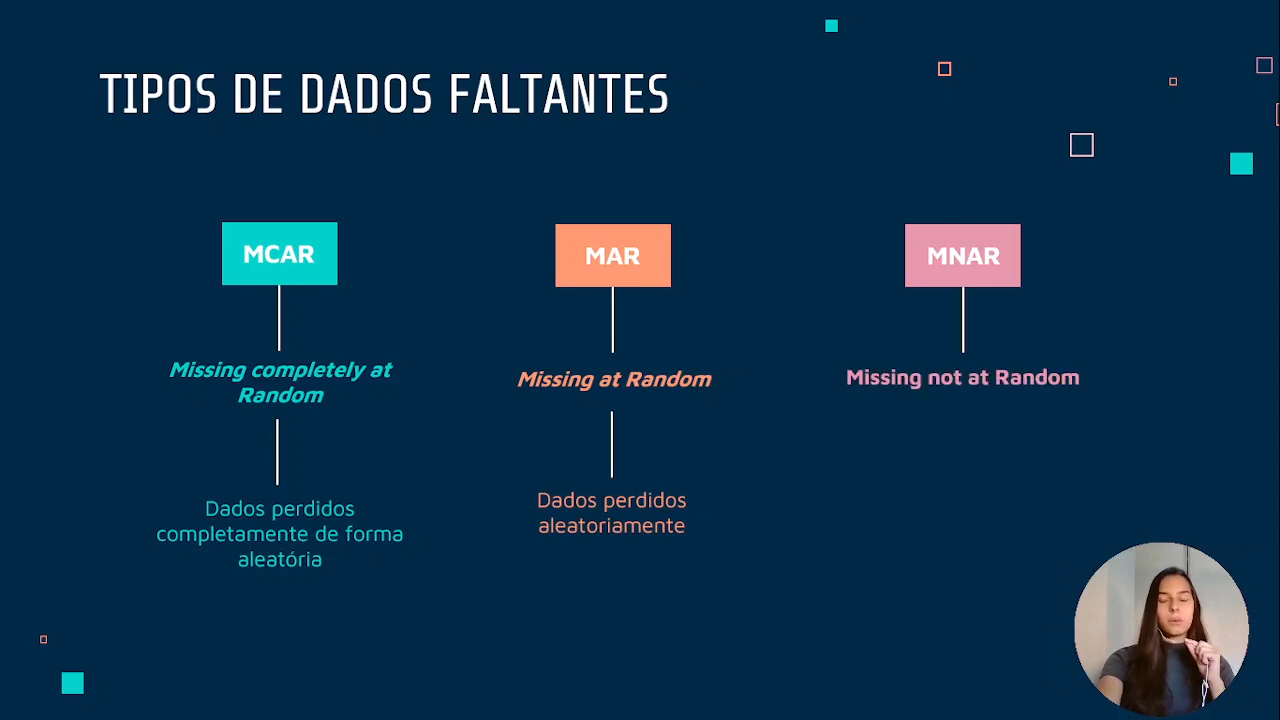 TIPOS DE DADOS FALTANTES
MCAR
Missing completely at
Random
Dados perdidos
completamente de forma
aleatória
MAR
Missing at Random
Dados perdidos
aleatoriamente
MNAR
Missing not at Random